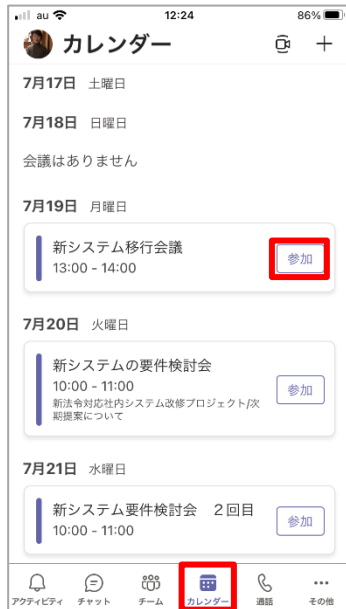 au 12:24 86%
カレンダー
7月17日 土曜日
7月18日 日曜日
会議はありません
7月19日 月曜日
新システム移行会議
13:00 - 14:00
参加
7月20日 火曜日
新システムの要件検討会
10:00 - 11:00
新法令対応社内システム改修プロジェクト/次
期提案について
参加
7月21日 水曜日
新システム要件検討会　2回目
10:00 - 11:00
参加
アクティビティ チャット チーム カレンダー 通話 その他